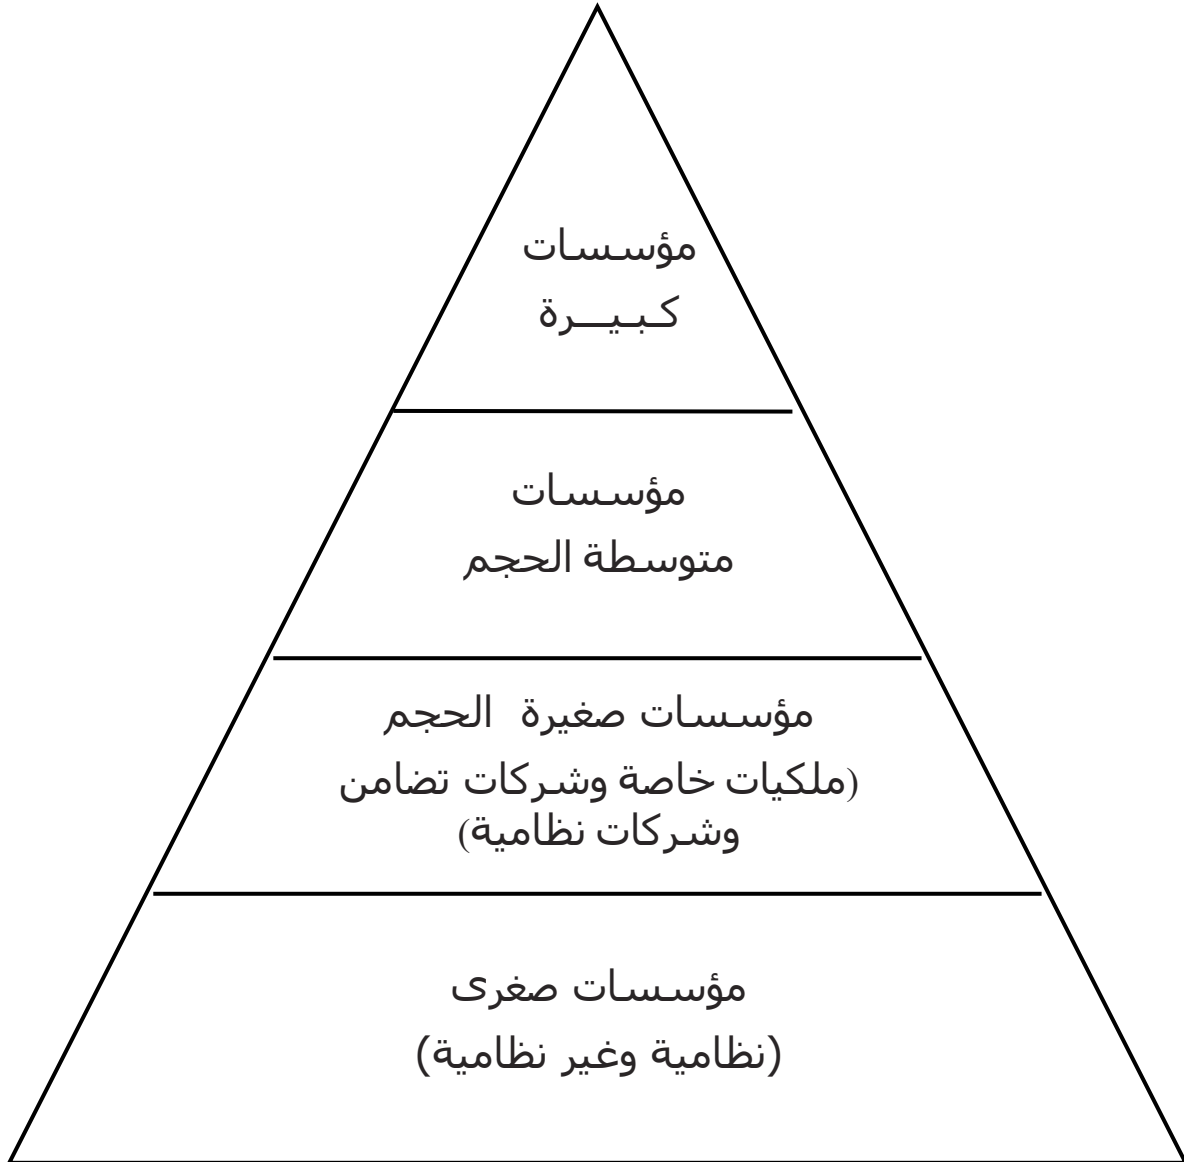 مؤسسات
كبيرة
مؤسسات
متوسطة الحجم
مؤسسات صغيرة الحجم
(ملكيات خاصة وشركات تضامن
وشركات نظامية)
مؤسسات صغرى
(نظامية وغير نظامية)